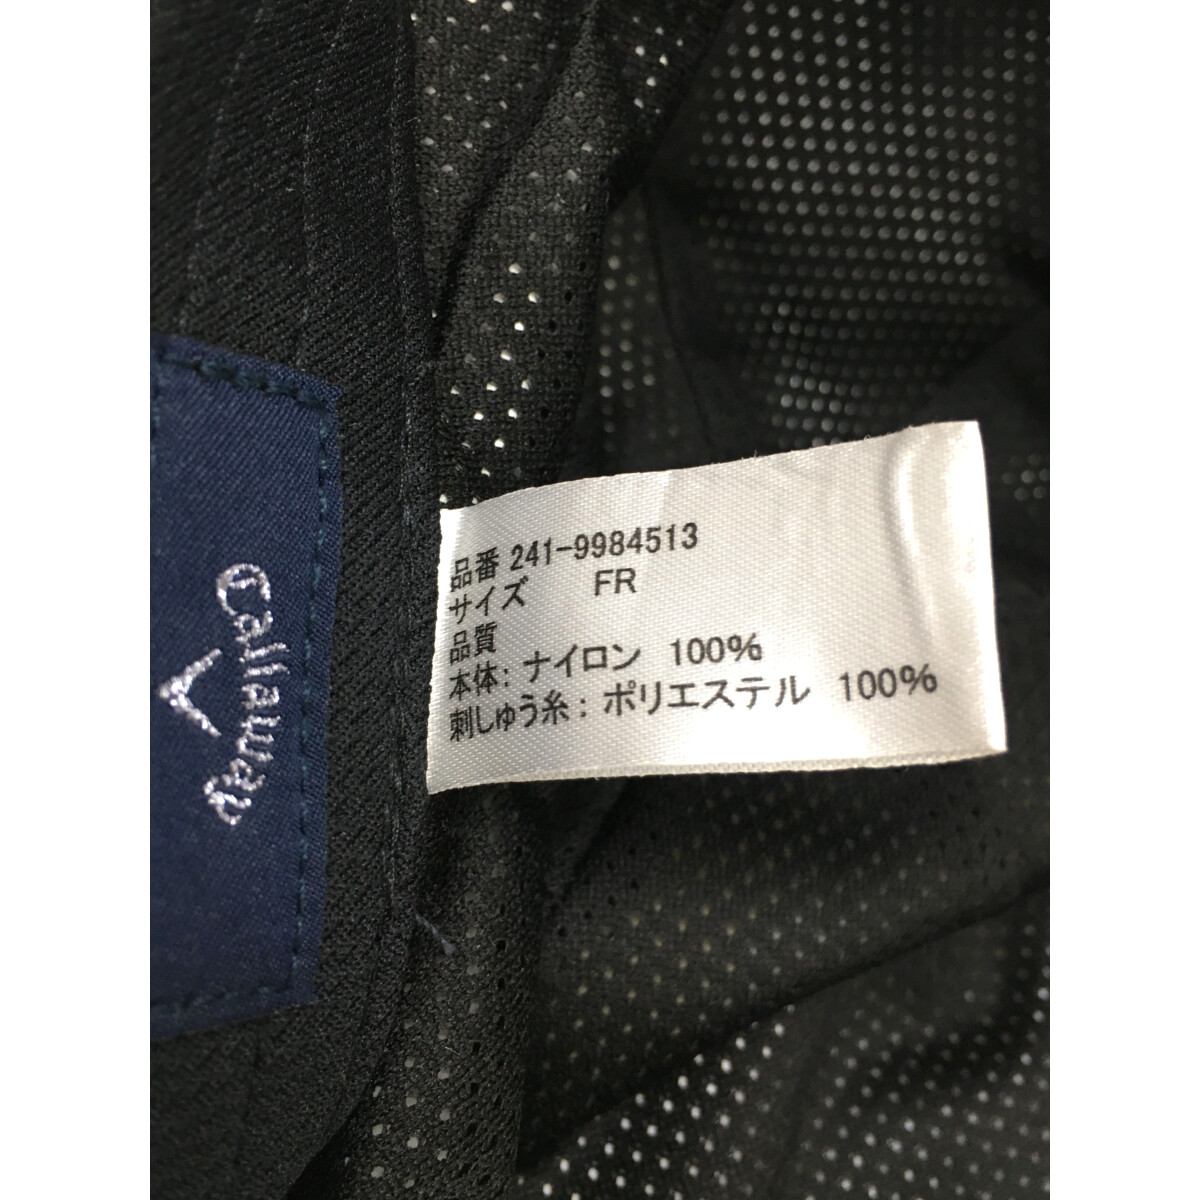 品番 241-9984513
サイズ FR
品質
本体: ナイロン 100%
刺しゅう糸: ポリエステル 100%
Callaway